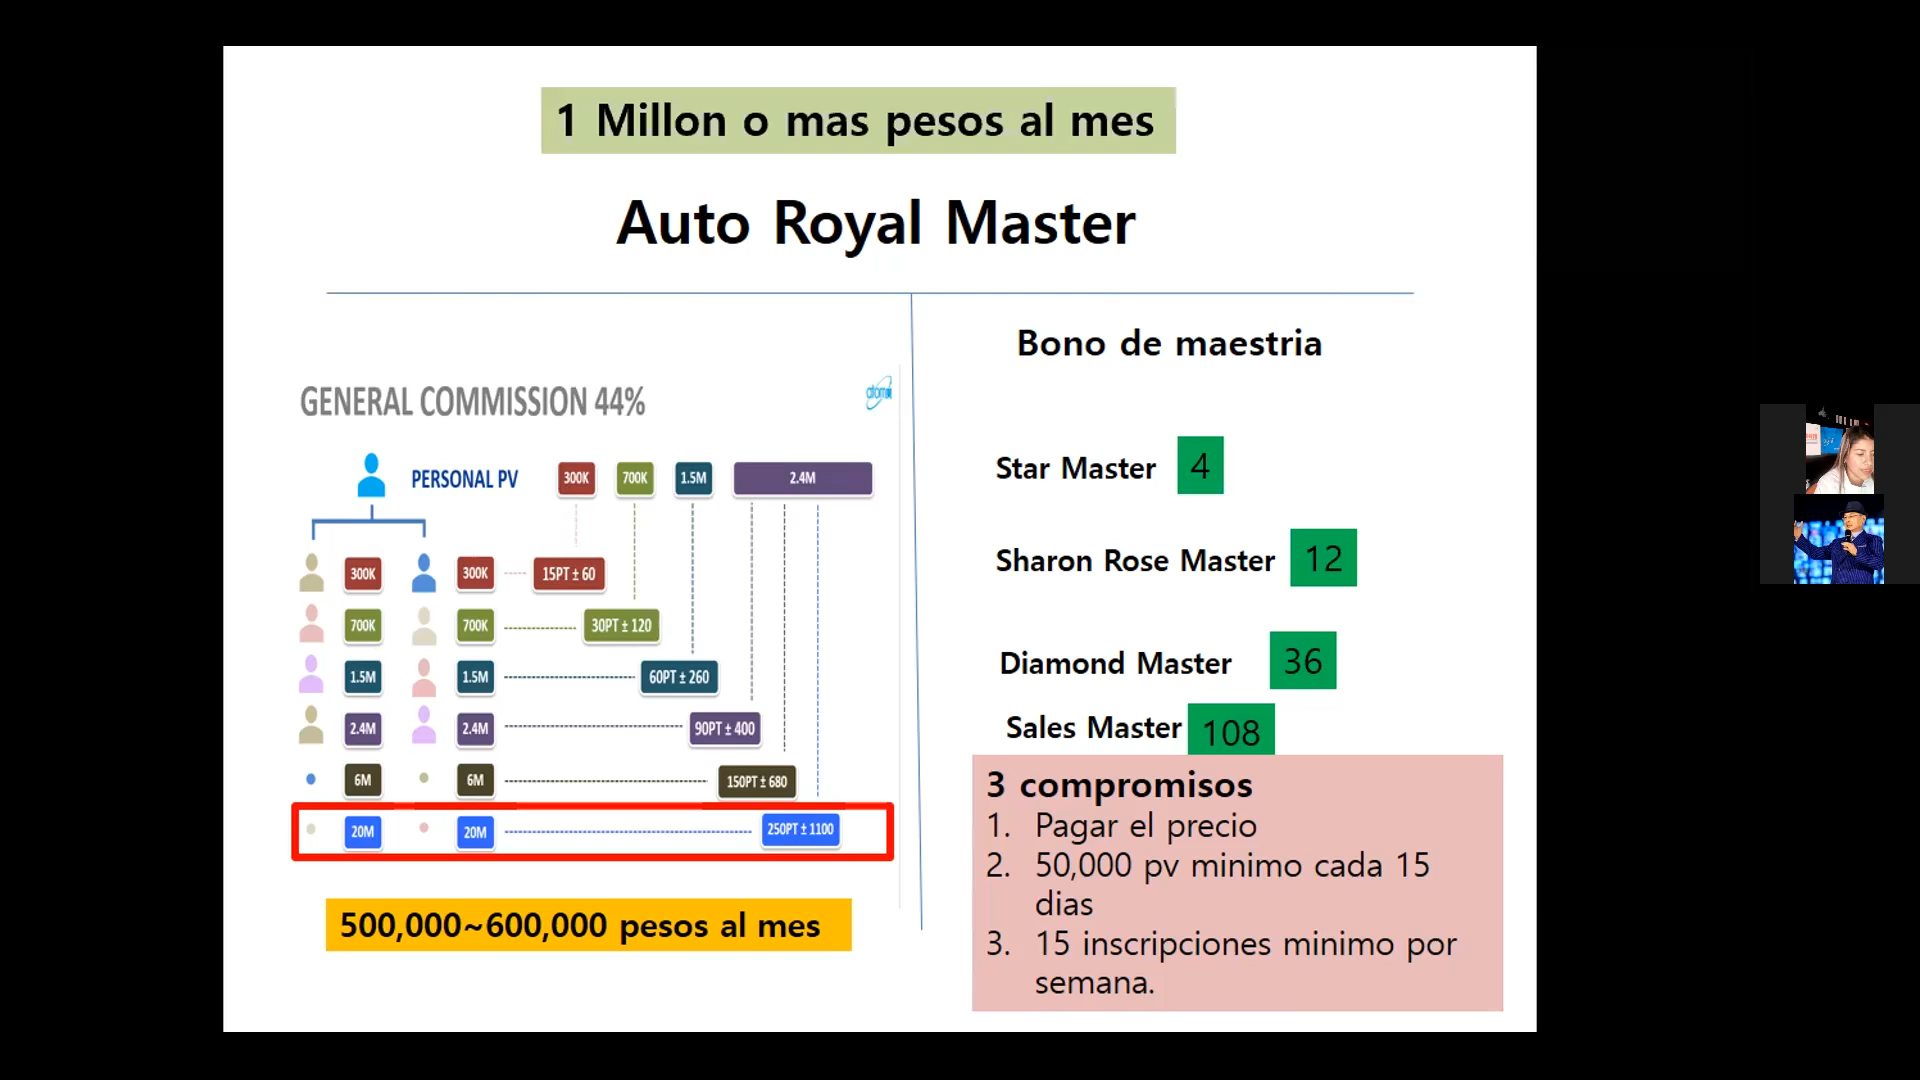 1 Millon o mas pesos al mes
Auto Royal Master
GENERAL COMMISSION 44%
atomy
PERSONAL PV 300K 700K 1.5M 2.4M
300K 300K 15PT ± 60
700K 700K 30PT ± 120
1.5M 1.5M 60PT ± 260
2.4M 2.4M 90PT ± 400
6M 6M 150PT ± 680
20M 20M 250PT ± 1100
500,000~600,000 pesos al mes
Bono de maestria
Star Master 4
Sharon Rose Master 12
Diamond Master 36
Sales Master 108
3 compromisos
1. Pagar el precio
2. 50,000 pv minimo cada 15
dias
3. 15 inscripciones minimo por
semana.